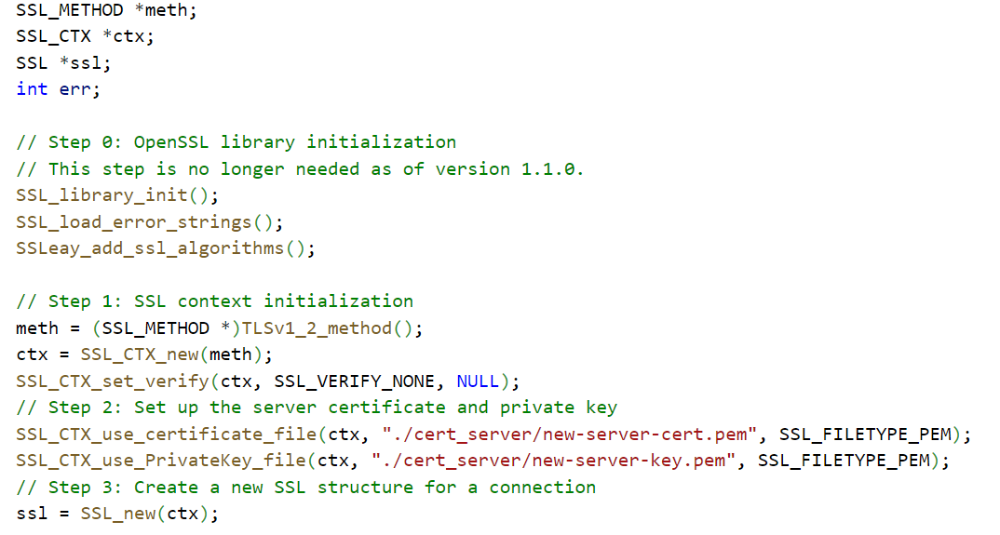 SSL_METHOD *meth;
SSL_CTX *ctx;
SSL *ssl;
int err;
// Step 0: OpenSSL library initialization
// This step is no longer needed as of version 1.1.0.
SSL_library_init();
SSL_load_error_strings();
SSLeay_add_ssl_algorithms();
// Step 1: SSL context initialization
meth = (SSL_METHOD *)TLSv1_2_method();
ctx = SSL_CTX_new(meth);
SSL_CTX_set_verify(ctx, SSL_VERIFY_NONE, NULL);
// Step 2: Set up the server certificate and private key
SSL_CTX_use_certificate_file(ctx, "./cert_server/new-server-cert.pem", SSL_FILETYPE_PEM);
SSL_CTX_use_PrivateKey_file(ctx, "./cert_server/new-server-key.pem", SSL_FILETYPE_PEM);
// Step 3: Create a new SSL structure for a connection
ssl = SSL_new(ctx);